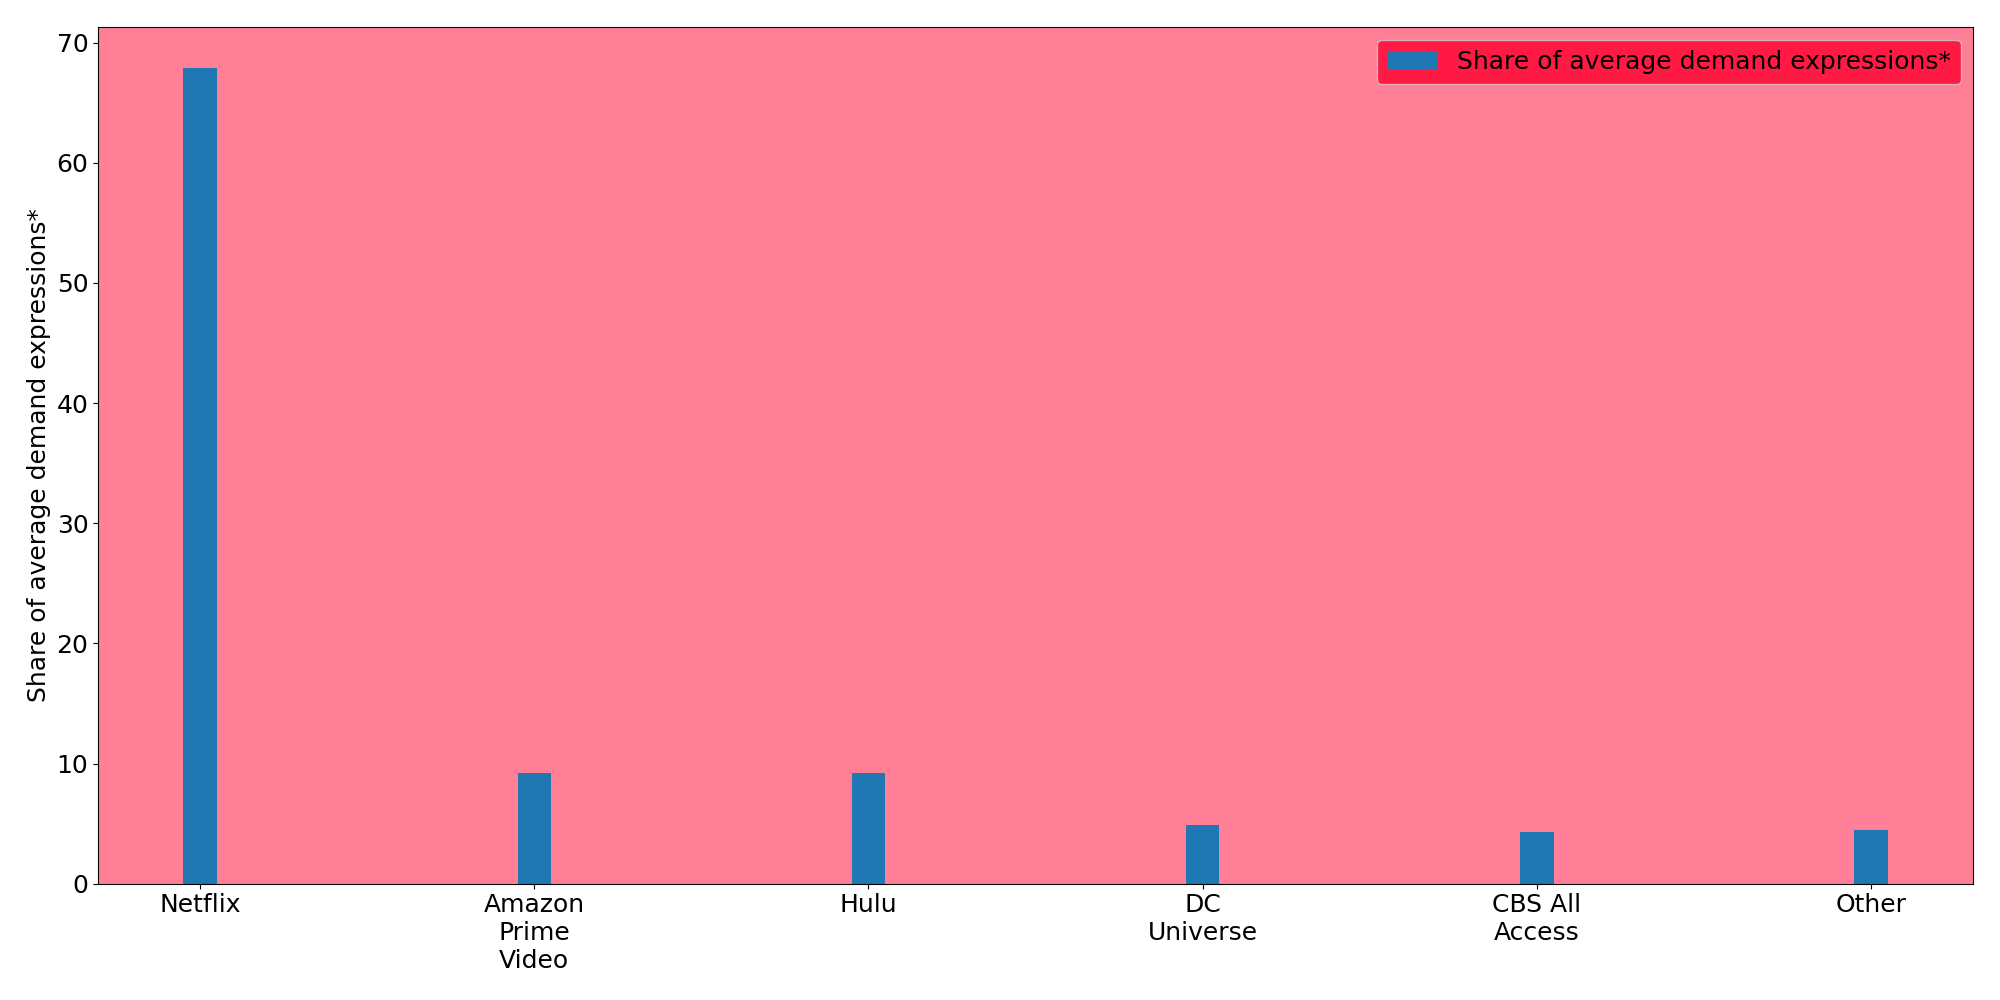 Share of average demand expressions*
70
60
50
40
30
20
10
0
Share of average demand expressions*
Netflix
Amazon
Prime
Video
Hulu
DC
Universe
CBS All
Access
Other